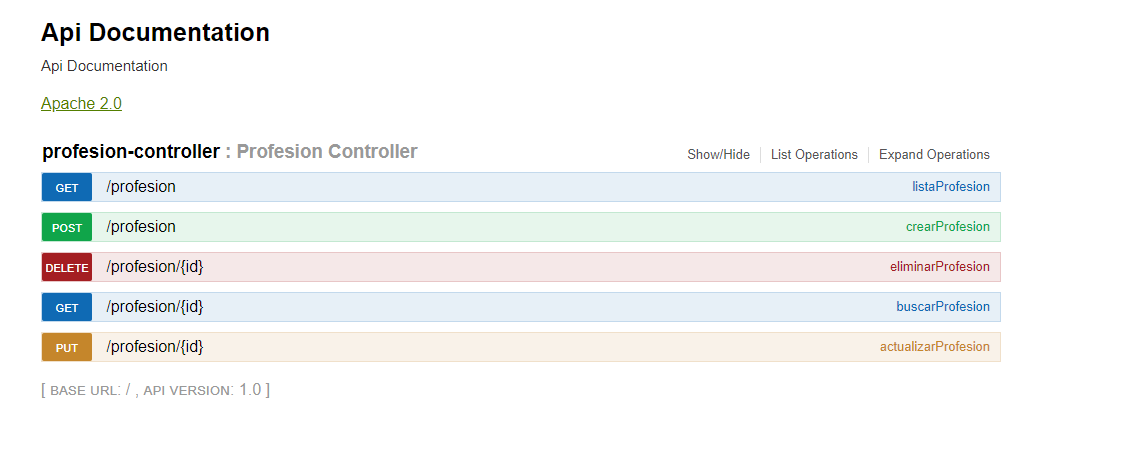 Api Documentation
Api Documentation
Apache 2.0
profesion-controller : Profesion Controller
Show/Hide List Operations Expand Operations
GET /profesion listaProfesion
POST /profesion crearProfesion
DELETE /profesion/{id} eliminarProfesion
GET /profesion/{id} buscarProfesion
PUT /profesion/{id} actualizarProfesion
[ BASE URL: / , API VERSION: 1.0 ]